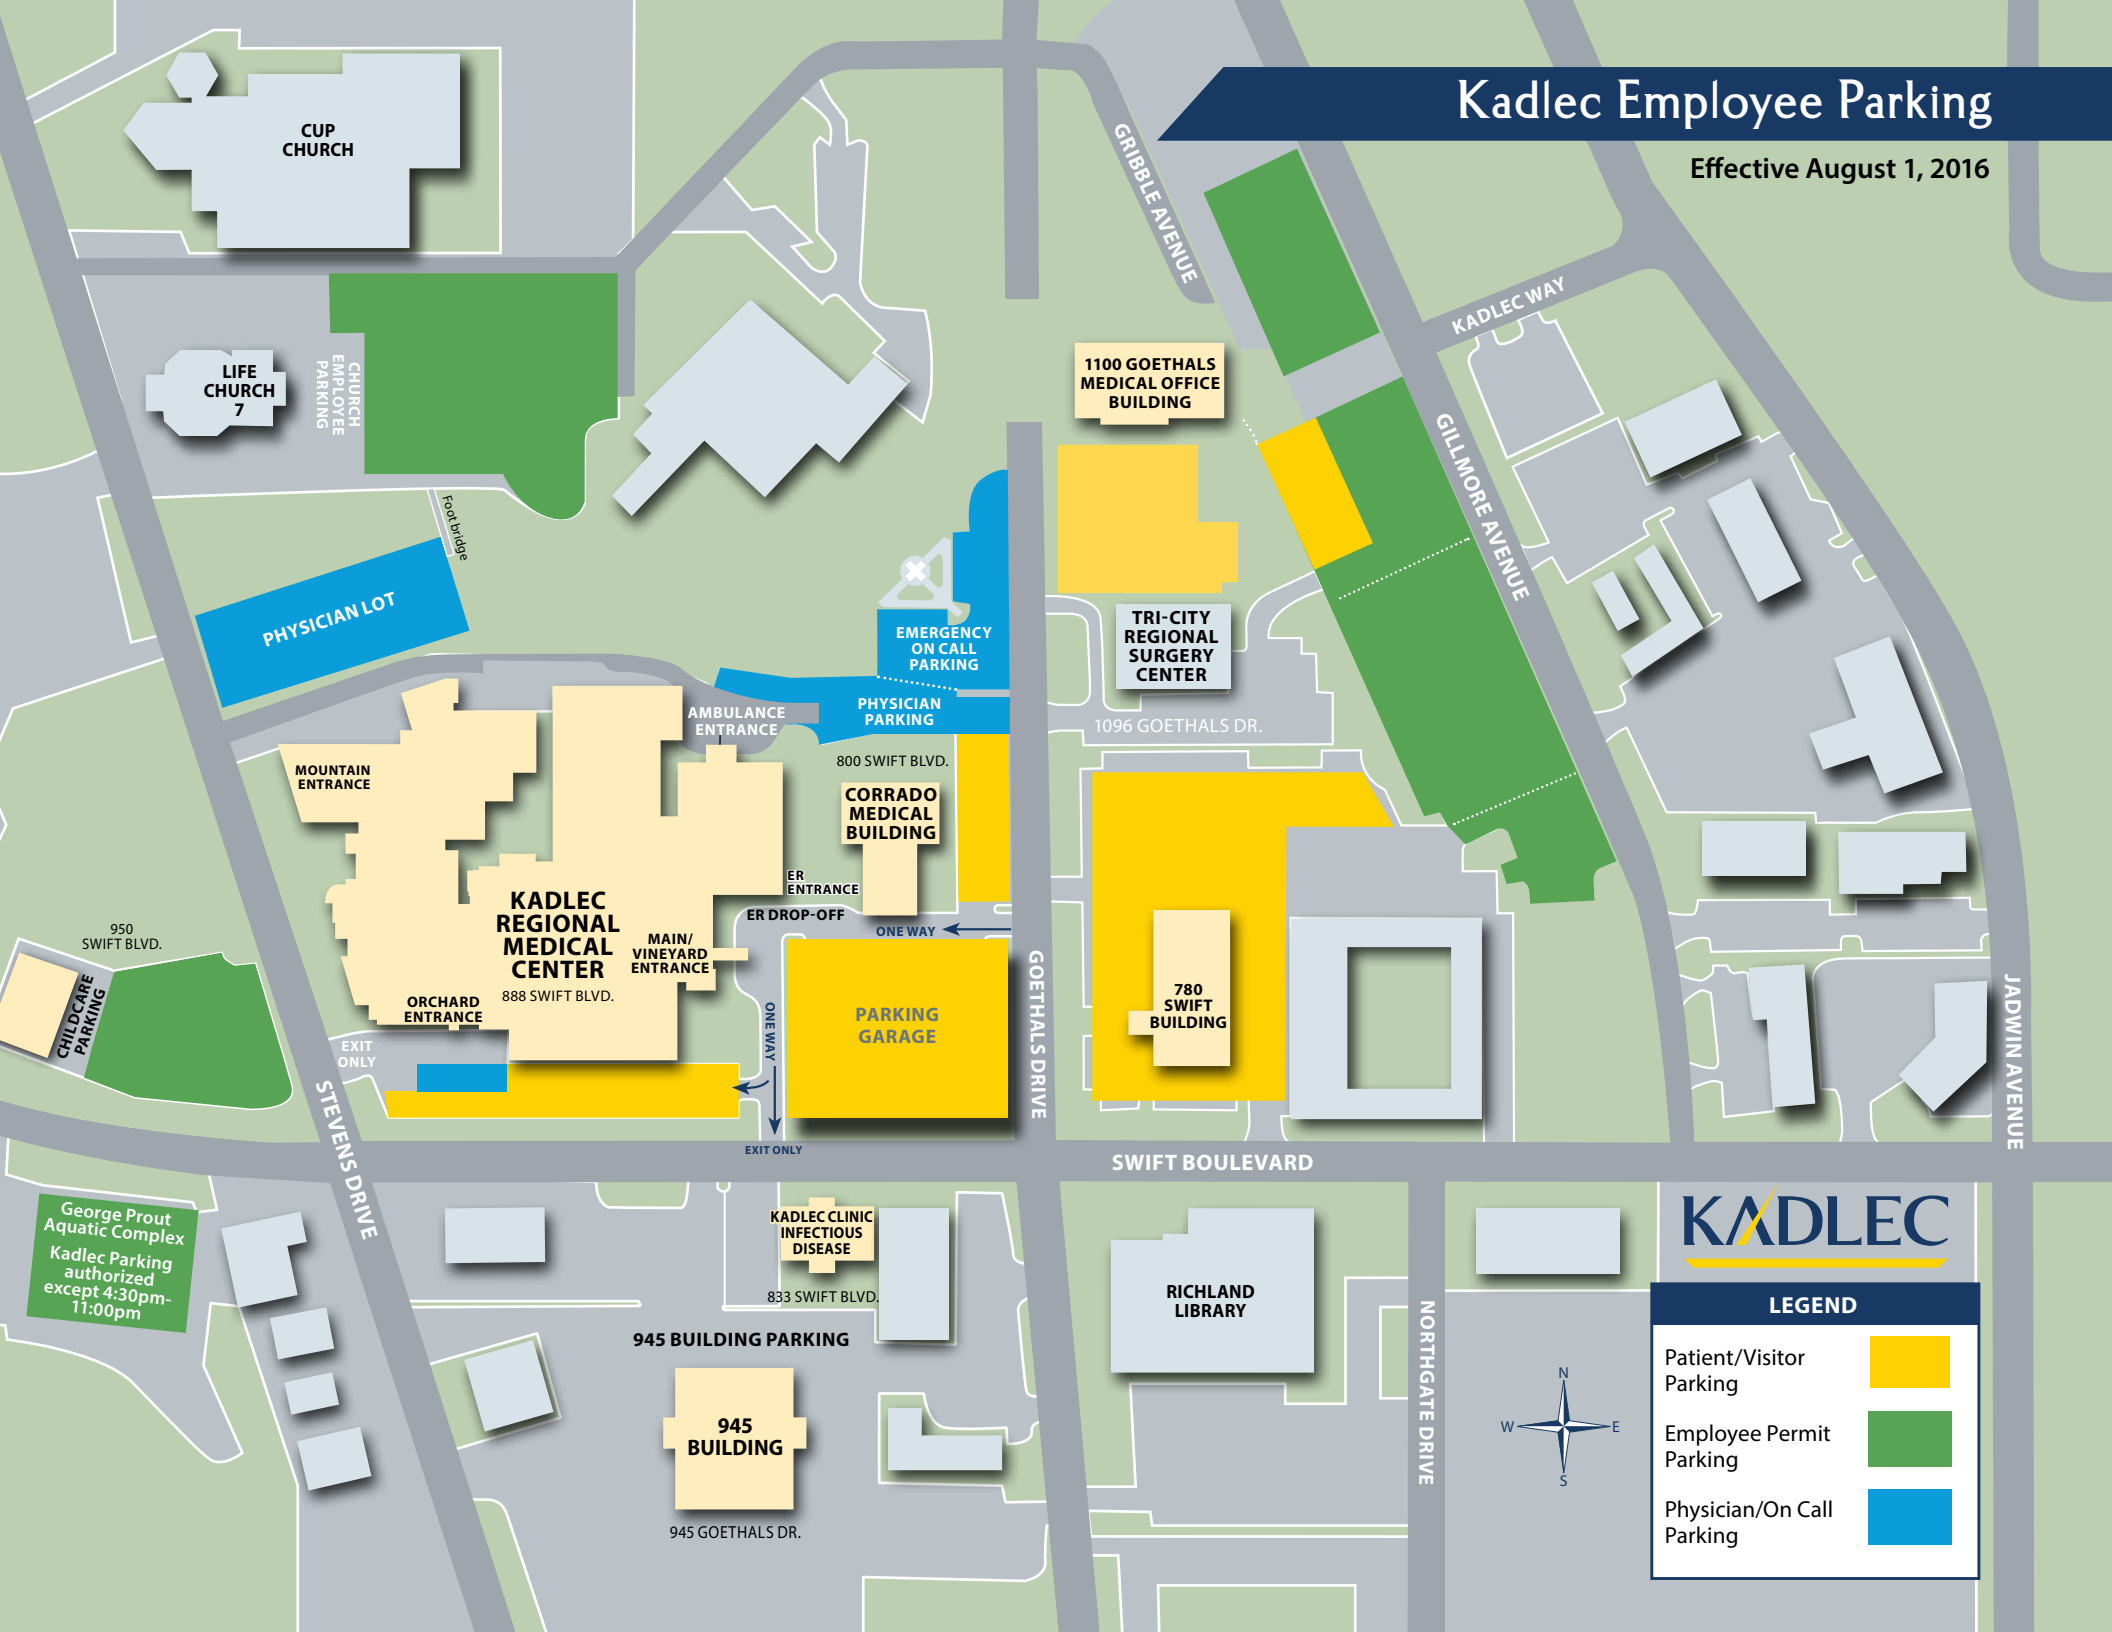 Kadlec Employee Parking
Effective August 1, 2016
CUP
CHURCH
GRIBBLE AVENUE
KADLEC WAY
LIFE
CHURCH
7
CHURCH
EMPLOYEE
PARKING
1100 GOETHALS
MEDICAL OFFICE
BUILDING
GILLMORE AVENUE
Foot bridge
PHYSICIAN LOT
EMERGENCY
ON CALL
PARKING
TRI-CITY
REGIONAL
SURGERY
CENTER
PHYSICIAN
PARKING
AMBULANCE
ENTRANCE
1096 GOETHALS DR.
800 SWIFT BLVD.
MOUNTAIN
ENTRANCE
CORRADO
MEDICAL
BUILDING
ER
ENTRANCE
ER DROP-OFF
ONE WAY
KADLEC
REGIONAL
MEDICAL
CENTER
888 SWIFT BLVD.
MAIN/
VINEYARD
ENTRANCE
ORCHARD
ENTRANCE
950
SWIFT BLVD.
CHILDCARE
PARKING
EXIT
ONLY
ONE WAY
PARKING
GARAGE
GOETHALS DRIVE
780
SWIFT
BUILDING
JADWIN AVENUE
STEVENS DRIVE
EXIT ONLY
SWIFT BOULEVARD
George Prout
Aquatic Complex
Kadlec Parking
authorized
except 4:30pm-
11:00pm
KADLEC CLINIC
INFECTIOUS
DISEASE
833 SWIFT BLVD.
945 BUILDING PARKING
945
BUILDING
945 GOETHALS DR.
RICHLAND
LIBRARY
NORTHGATE DRIVE
N
W
E
S
KADLEC
LEGEND
Patient/Visitor
Parking
Employee Permit
Parking
Physician/On Call
Parking